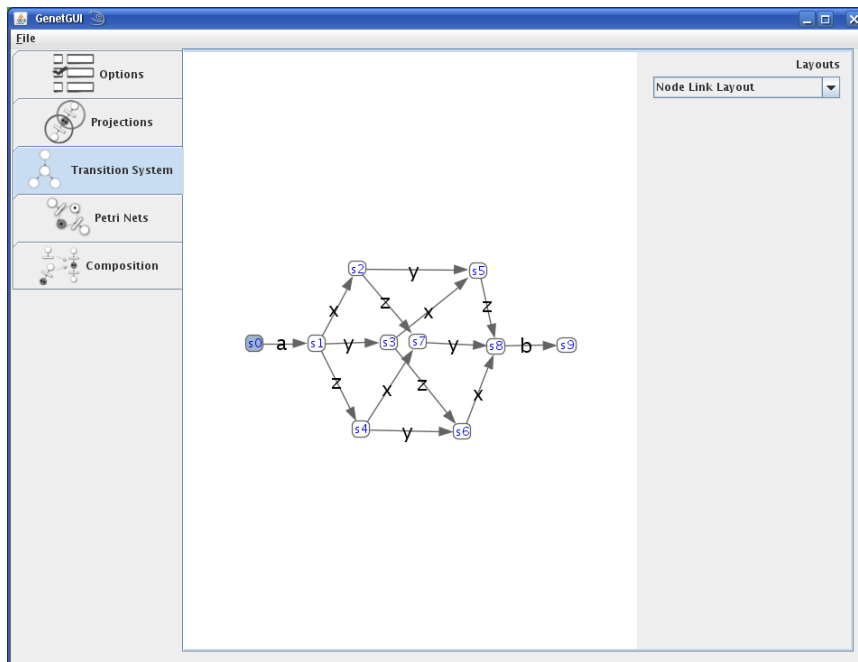 GenetGUI
File
Layouts
Options
Node Link Layout
Projections
Transition System
Petri Nets
Composition
s2 y s5
x z x z
s0 a s1 y s3 s7 y s8 b s9
z x z x
s4 y s6